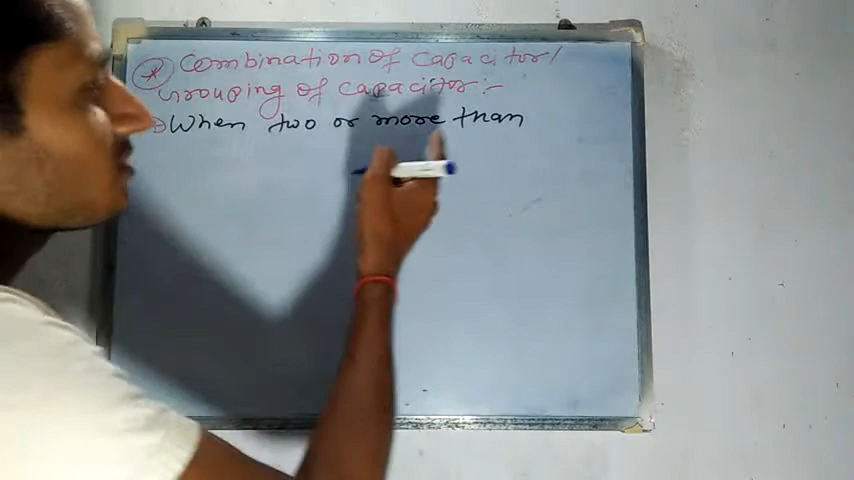 * Combination of Capacitor/
Grouping of capacitor :-
When two or more than